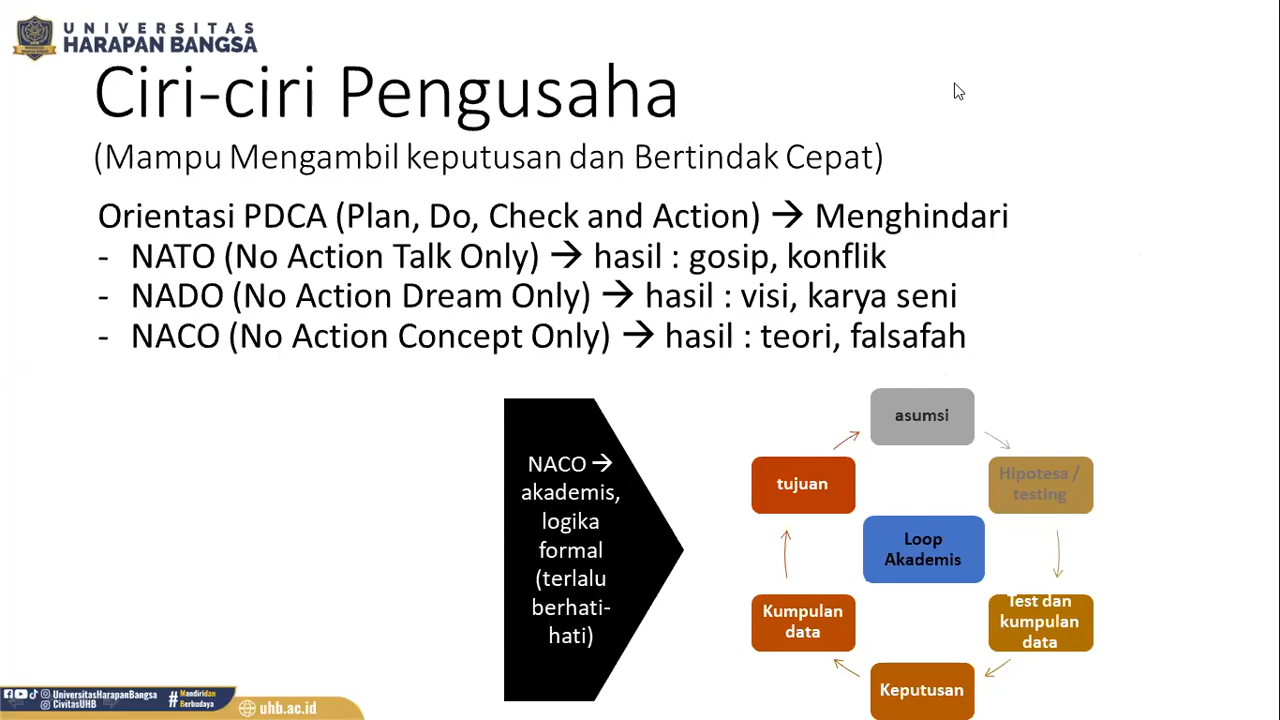 UNIVERSITAS
HARAPAN BANGSA
Ciri-ciri Pengusaha
(Mampu Mengambil keputusan dan Bertindak Cepat)
Orientasi PDCA (Plan, Do, Check and Action) → Menghindari
- NATO (No Action Talk Only) → hasil : gosip, konflik
- NADO (No Action Dream Only) → hasil : visi, karya seni
- NACO (No Action Concept Only) → hasil : teori, falsafah
NACO →
akademis,
logika
formal
(terlalu
berhati-
hati)
asumsi
Hipotesa /
testing
Test dan
kumpulan
data
Keputusan
Kumpulan
data
tujuan
Loop
Akademis
UniversitasHarapanBangsa
CivitasUHB
# Mandiridan
Berbudaya
uhb.ac.id